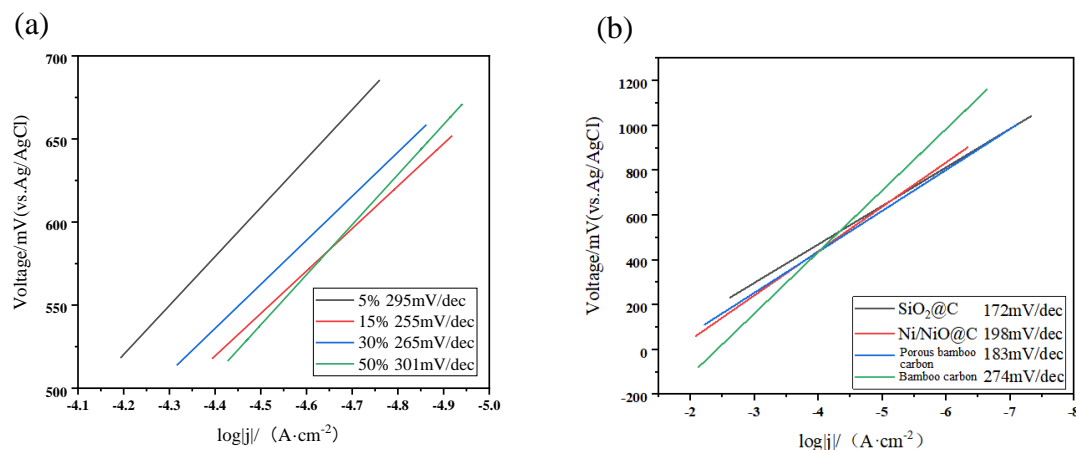 (a)
700
650
600
550
500
Voltage/mV(vs.Ag/AgCl)
5% 295mV/dec
15% 255mV/dec
30% 265mV/dec
50% 301mV/dec
-4.1 -4.2 -4.3 -4.4 -4.5 -4.6 -4.7 -4.8 -4.9 -5.0
log|j|/（A·cm⁻²）
(b)
1200
1000
800
600
400
200
0
-200
Voltage/mV(vs.Ag/AgCl)
SiO₂@C 172mV/dec
Ni/NiO@C 198mV/dec
Porous bamboo 183mV/dec
carbon
Bamboo carbon 274mV/dec
-2 -3 -4 -5 -6 -7 -8
log|j|/（A·cm⁻²）